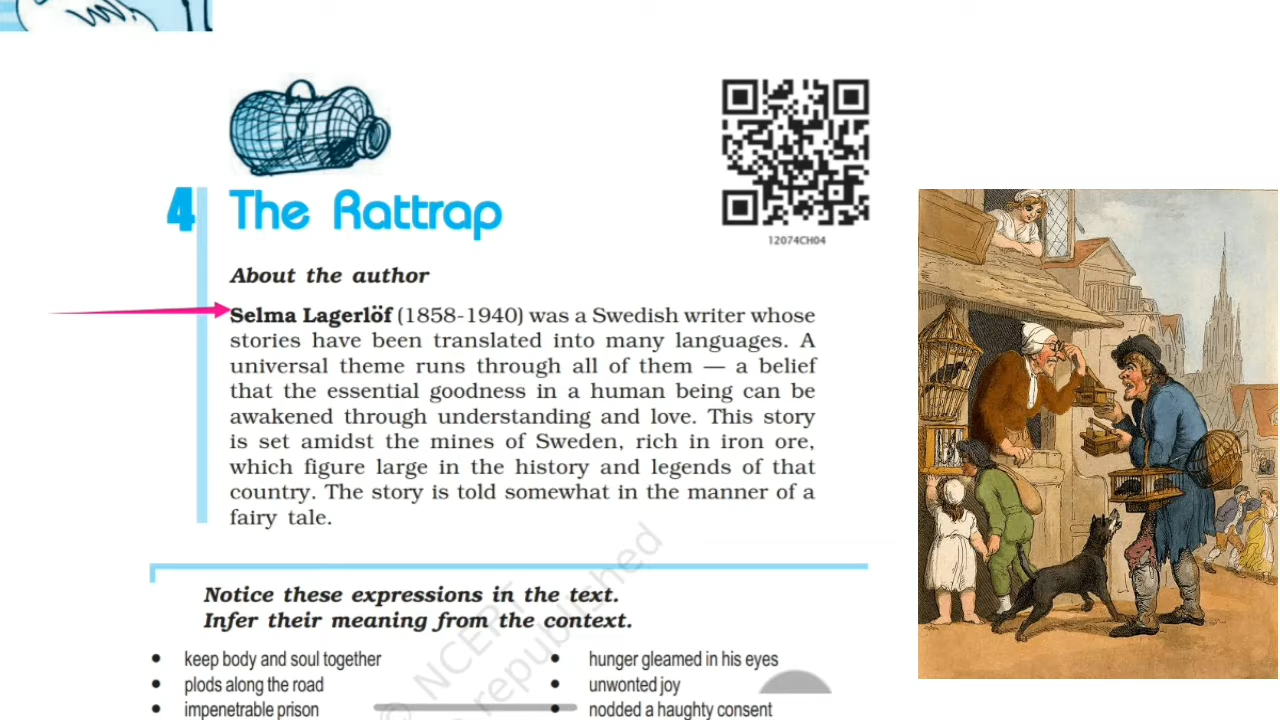 12074CH04
4 The Rattrap
About the author
Selma Lagerlöf (1858-1940) was a Swedish writer whose
stories have been translated into many languages. A
universal theme runs through all of them — a belief
that the essential goodness in a human being can be
awakened through understanding and love. This story
is set amidst the mines of Sweden, rich in iron ore,
which figure large in the history and legends of that
country. The story is told somewhat in the manner of a
fairy tale.
Notice these expressions in the text.
Infer their meaning from the context.
• keep body and soul together
• plods along the road
• impenetrable prison
• hunger gleamed in his eyes
• unwonted joy
• nodded a haughty consent
© NCERT
republished